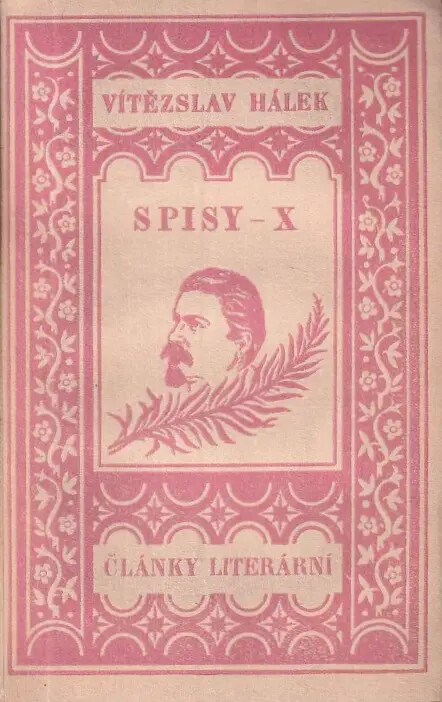 VÍTĚZSLAV HÁLEK
SPISY – X
ČLÁNKY LITERÁRNÍ